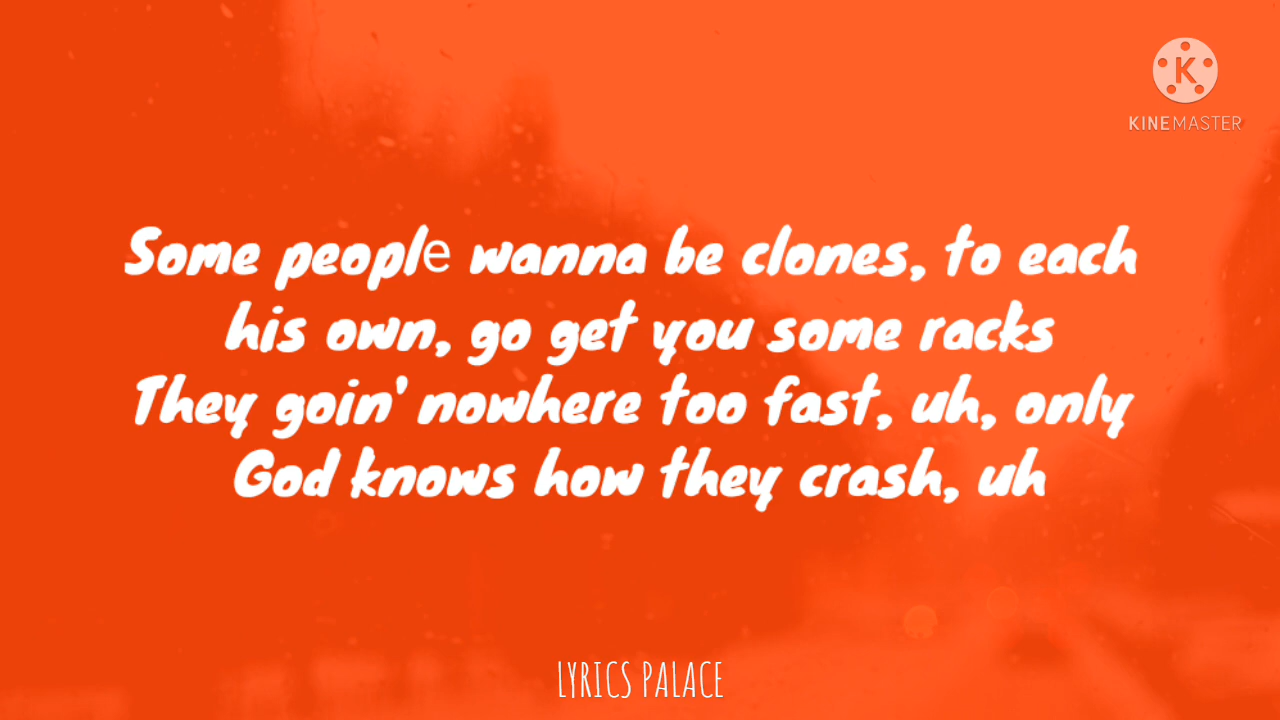 KINEMASTER
Some people wanna be clones, to each
his own, go get you some racks
They goin' nowhere too fast, uh, only
God knows how they crash, uh
LYRICS PALACE